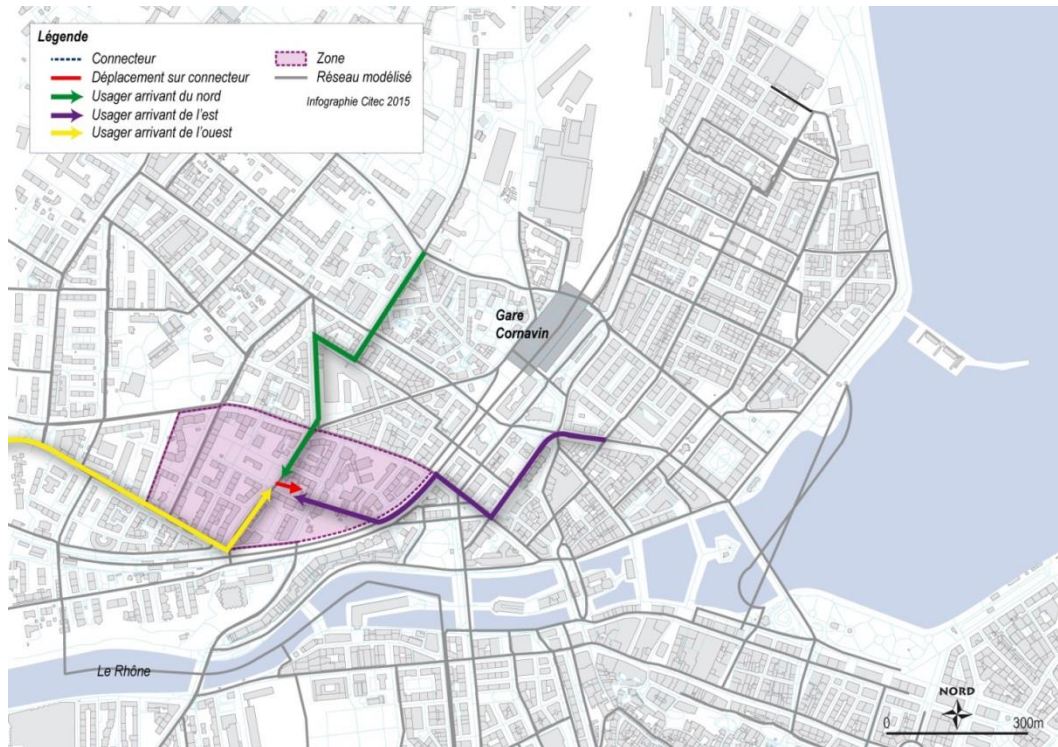 Légende
Connecteur
Déplacement sur connecteur
Usager arrivant du nord
Usager arrivant de l'est
Usager arrivant de l'ouest
Zone
Réseau modélisé
Infographie Citec 2015
Gare
Cornavin
Le Rhône
NORD
0 300m